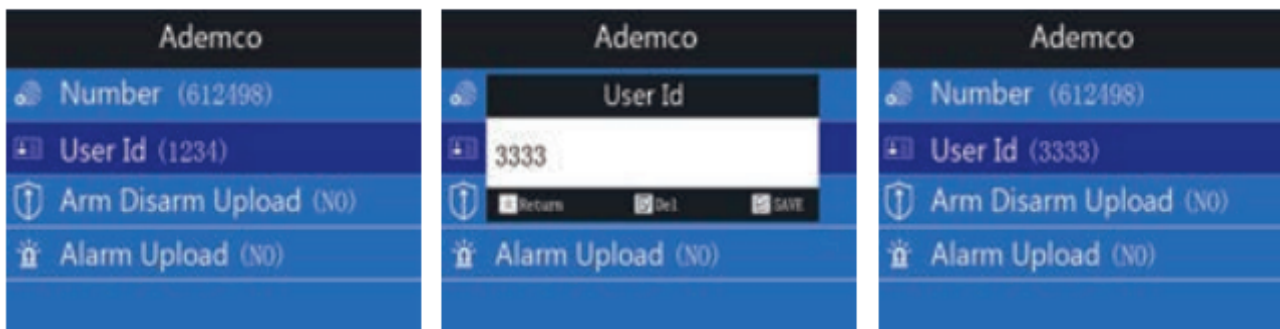 Ademco
Number (612498)
User Id (1234)
Arm Disarm Upload (NO)
Alarm Upload (NO)
Ademco
User Id
3333
Return Del SAVE
Alarm Upload (NO)
Ademco
Number (612498)
User Id (3333)
Arm Disarm Upload (NO)
Alarm Upload (NO)